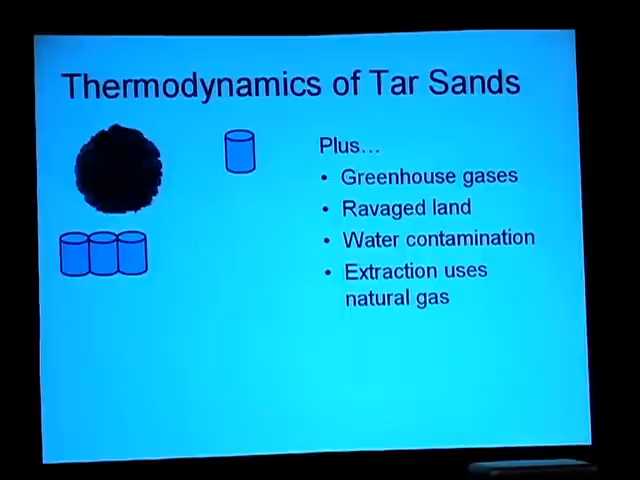 Thermodynamics of Tar Sands
Plus...
• Greenhouse gases
• Ravaged land
• Water contamination
• Extraction uses
natural gas